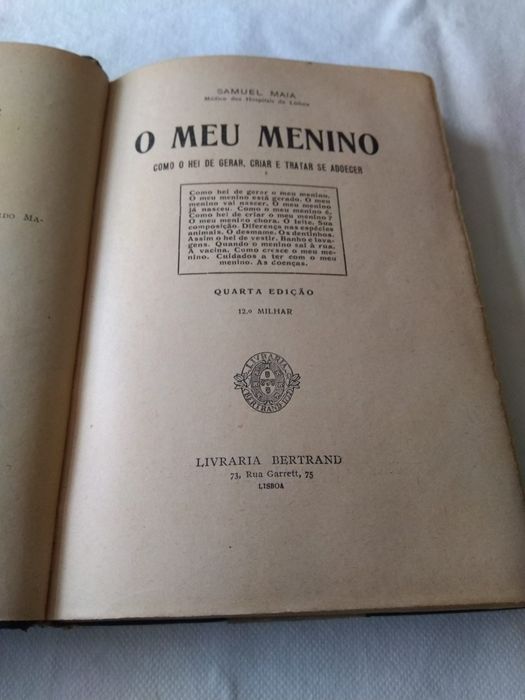 DO MA-
SAMUEL MAIA
Médico dos Hospitais de Lisboa
O MEU MENINO
COMO O HEI DE GERAR, CRIAR E TRATAR SE ADOECER
Como hei de gerar o meu menino.
O meu menino está gerado. O meu
menino vai nascer. O meu menino
já nasceu. Como o meu menino é.
Como hei de criar o meu menino?
O meu menino chora. O leite. Sua
composição. Diferença nas espécies
animais. O desmame. Os dentinhos.
Assim o hei de vestir. Banho e lava-
gens. Quando o menino sai à rua.
A vacina. Como cresce o meu me-
nino. Cuidados a ter com o meu
menino. As doenças.
QUARTA EDIÇÃO
12.º MILHAR
LIVRARIA
BERTRAND
LIVRARIA BERTRAND
73, Rua Garrett, 75
LISBOA